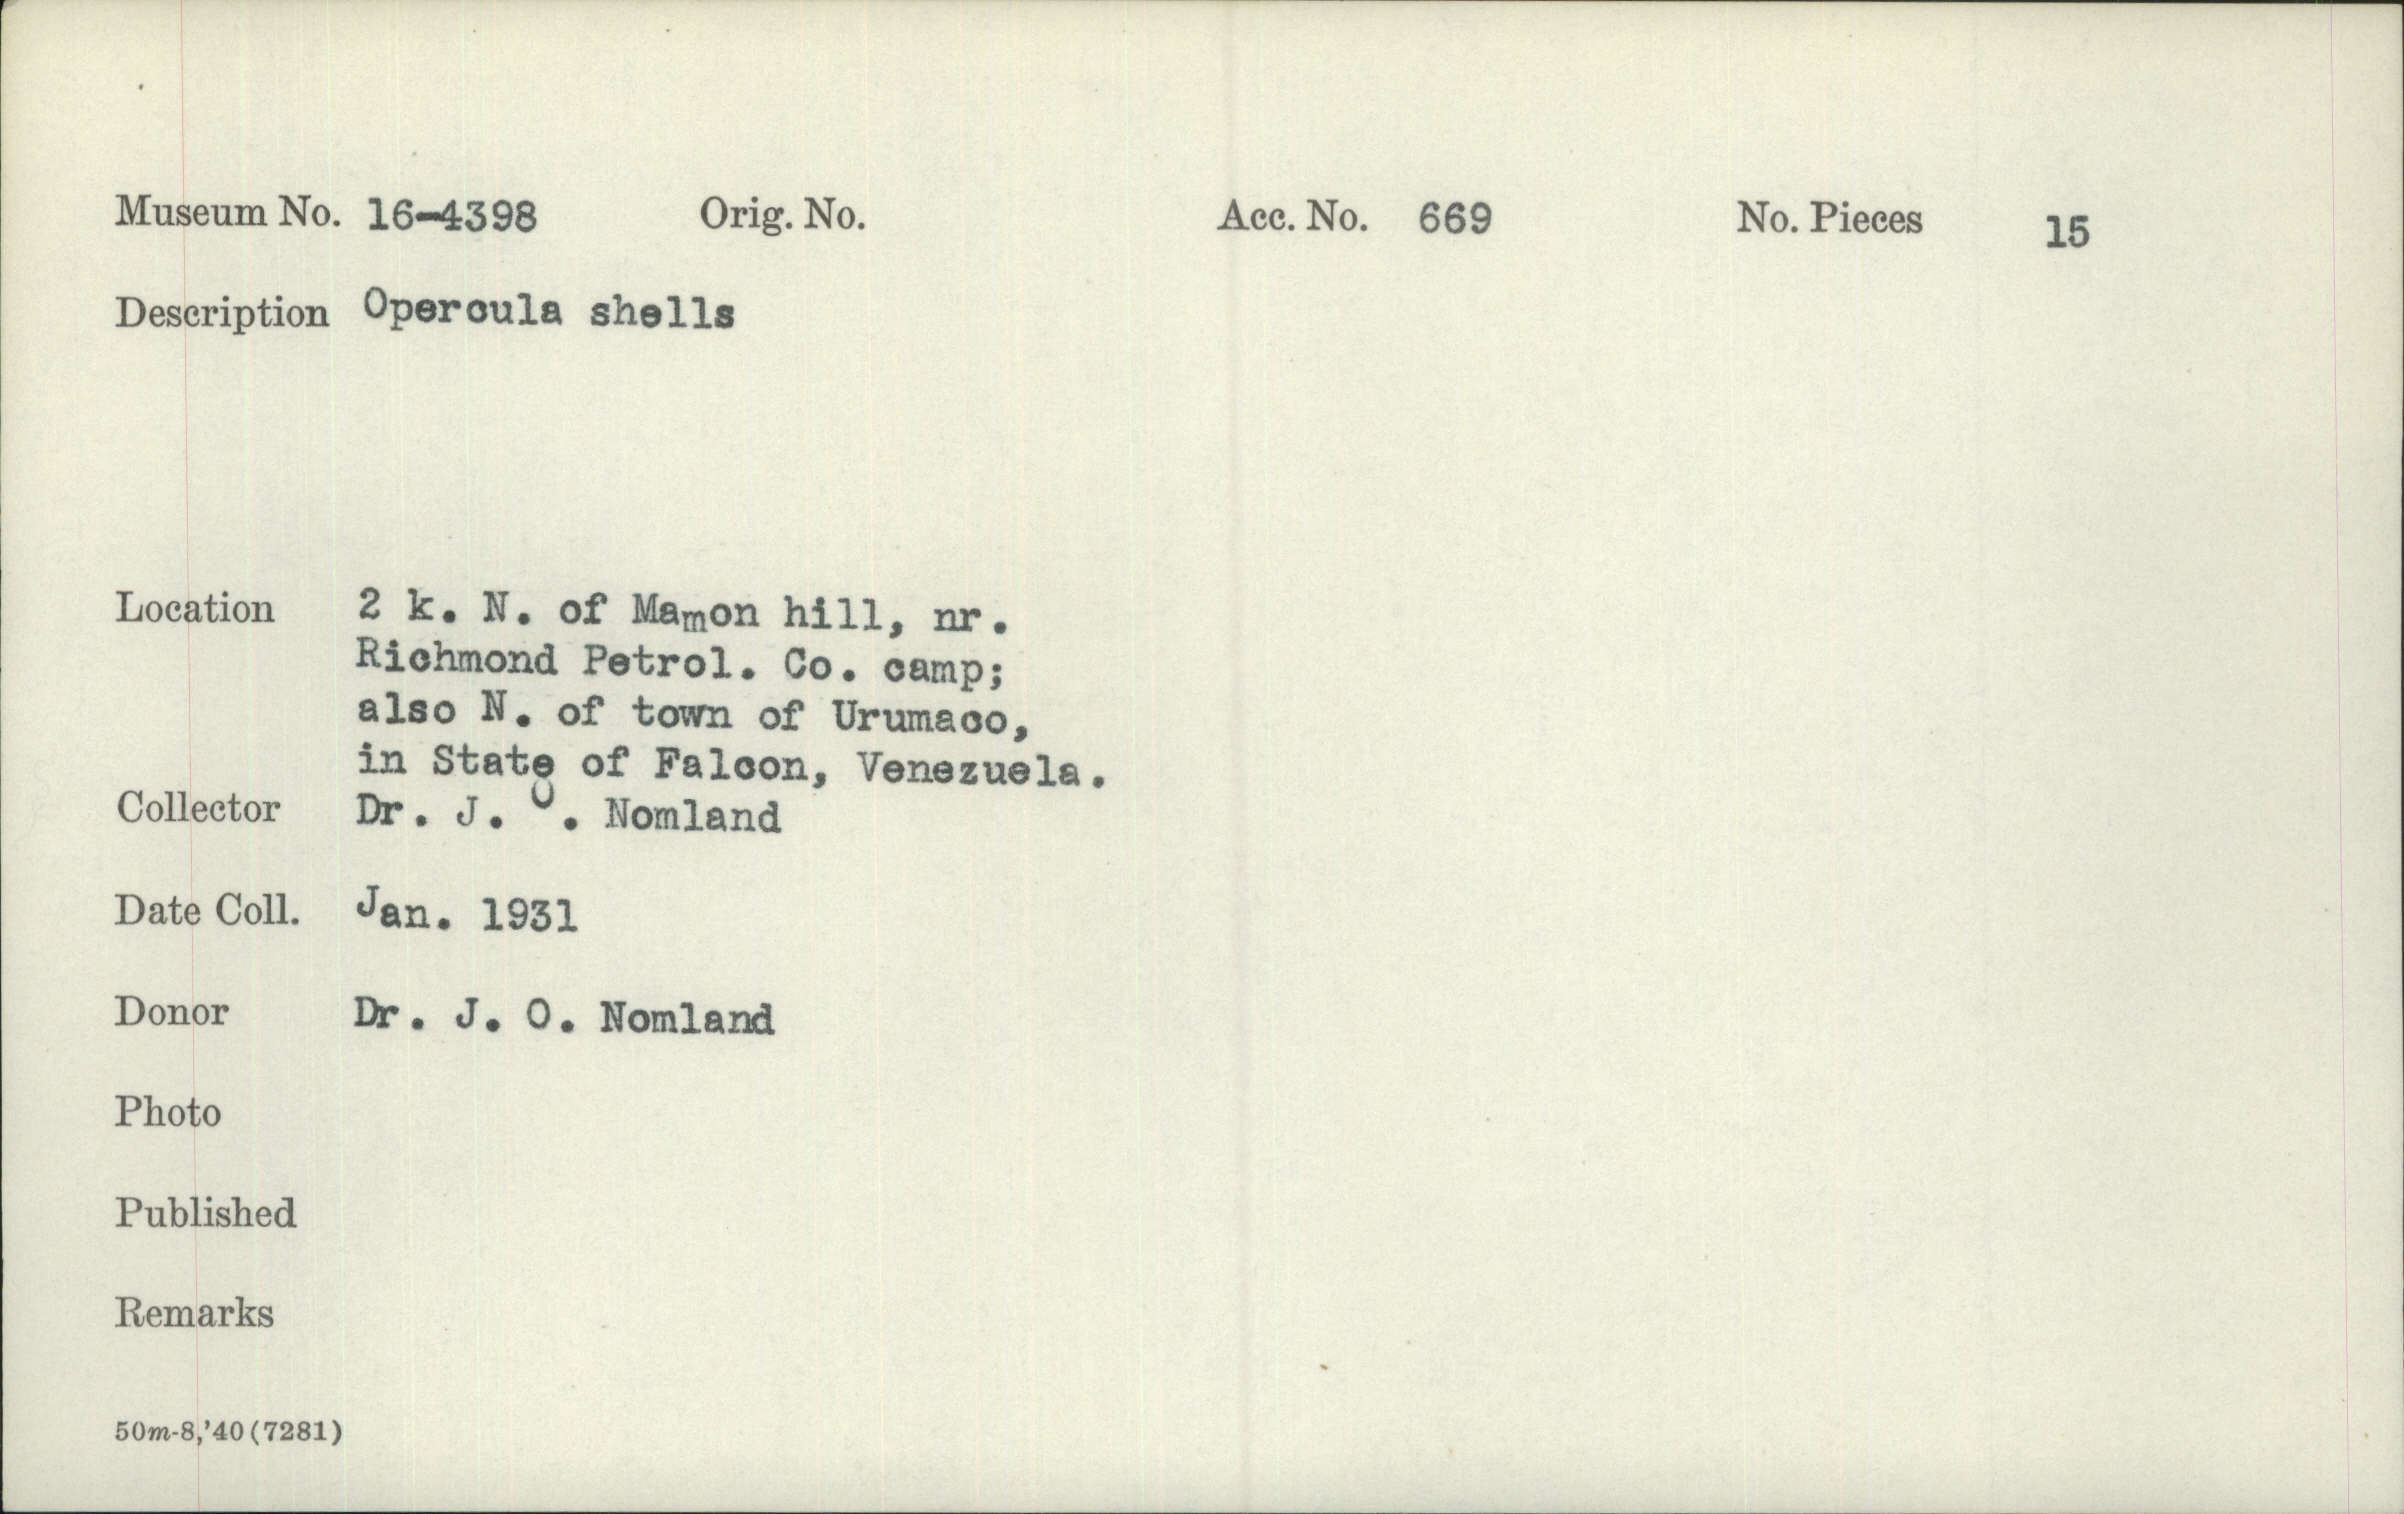 Museum No. 16-4398 Orig. No. Acc. No. 669 No. Pieces 15
Description Opercula shells
Location 2 k. N. of Mamon hill, nr.
Richmond Petrol. Co. camp;
also N. of town of Urumaco,
in State of Falcon, Venezuela.
Collector Dr. J. O. Nomland
Date Coll. Jan. 1931
Donor Dr. J. O. Nomland
Photo
Published
Remarks
50m-8,'40(7281)